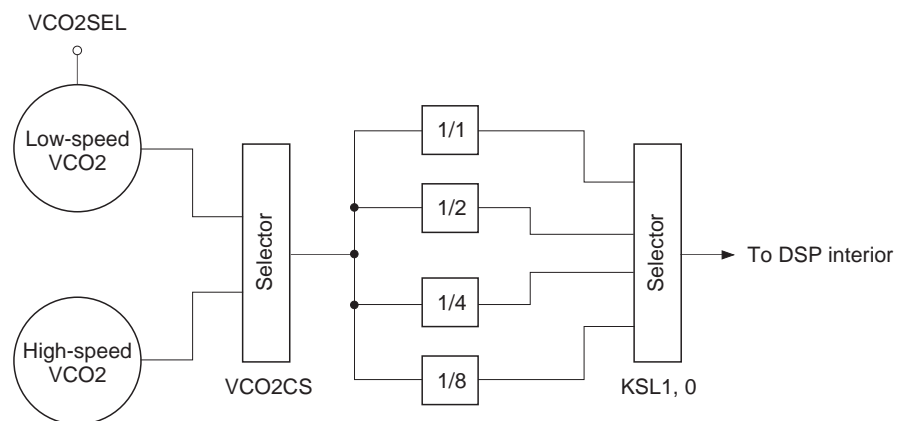 VCO2SEL
Low-speed
VCO2
High-speed
VCO2
Selector
VCO2CS
1/1
1/2
1/4
1/8
Selector
KSL1, 0
To DSP interior